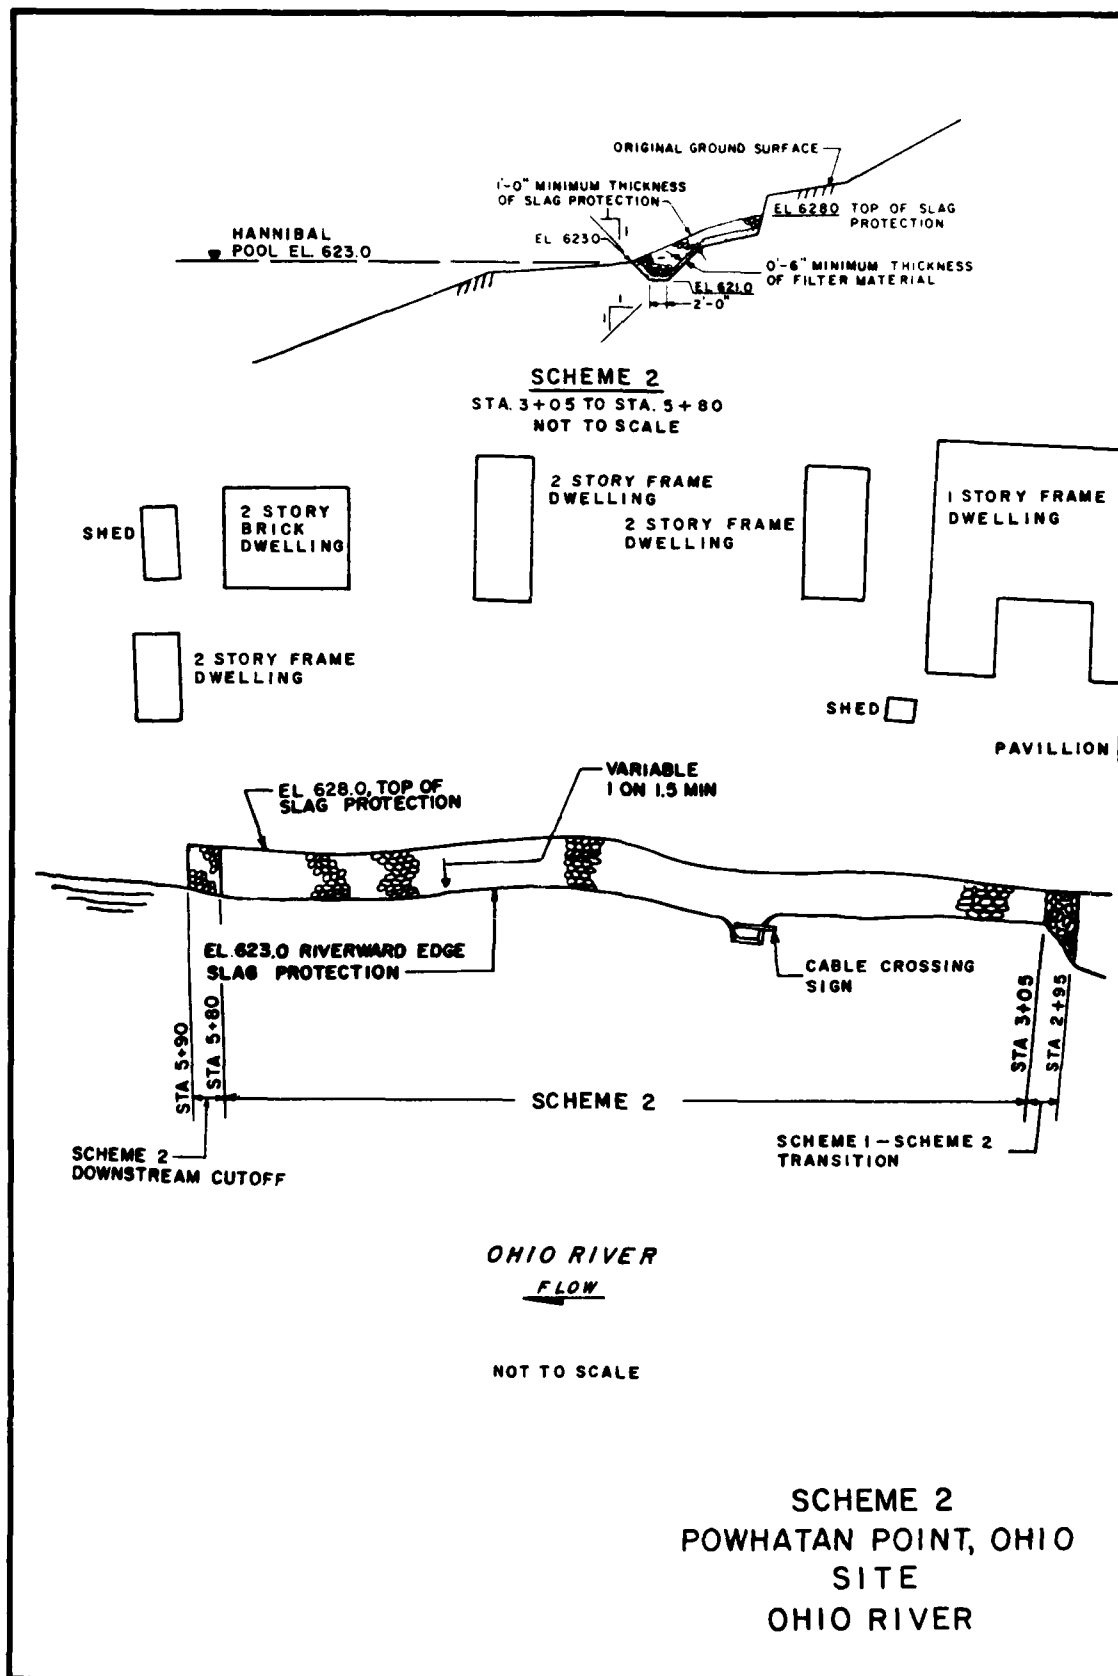 ORIGINAL GROUND SURFACE
1'-0" MINIMUM THICKNESS
OF SLAG PROTECTION
EL 628.0 TOP OF SLAG
PROTECTION
HANNIBAL
POOL EL. 623.0
EL 623.0
0'-6" MINIMUM THICKNESS
OF FILTER MATERIAL
EL 621.0
2'-0"
1
1
1
1
SCHEME 2
STA. 3+05 TO STA. 5+80
NOT TO SCALE
SHED
2 STORY
BRICK
DWELLING
2 STORY FRAME
DWELLING
2 STORY FRAME
DWELLING
1 STORY FRAME
DWELLING
2 STORY FRAME
DWELLING
SHED
PAVILLION
EL 628.0, TOP OF
SLAG PROTECTION
VARIABLE
1 ON 1.5 MIN
EL. 623.0 RIVERWARD EDGE
SLAG PROTECTION
CABLE CROSSING
SIGN
STA 5+90
STA 5+80
STA 3+05
STA 2+95
SCHEME 2
SCHEME 2
DOWNSTREAM CUTOFF
SCHEME 1-SCHEME 2
TRANSITION
OHIO RIVER
FLOW
NOT TO SCALE
SCHEME 2
POWHATAN POINT, OHIO
SITE
OHIO RIVER